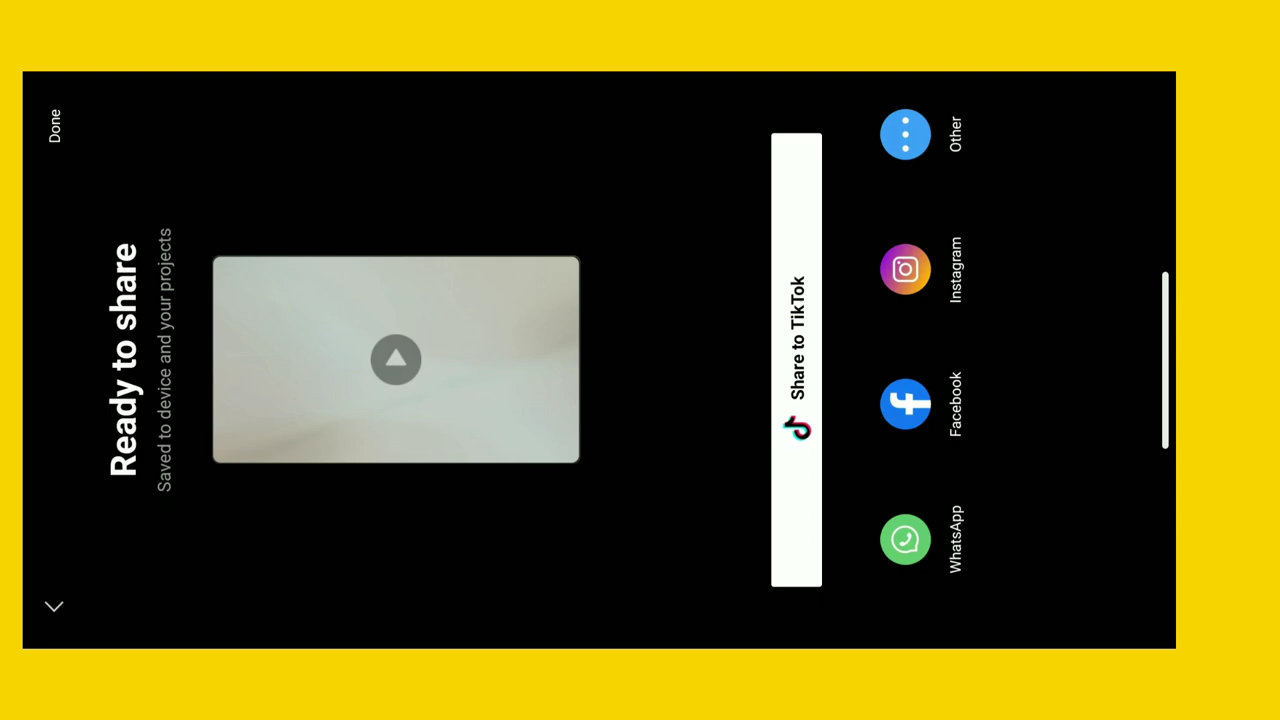 Done
Ready to share
Saved to device and your projects
Share to TikTok
WhatsApp
Facebook
Instagram
Other